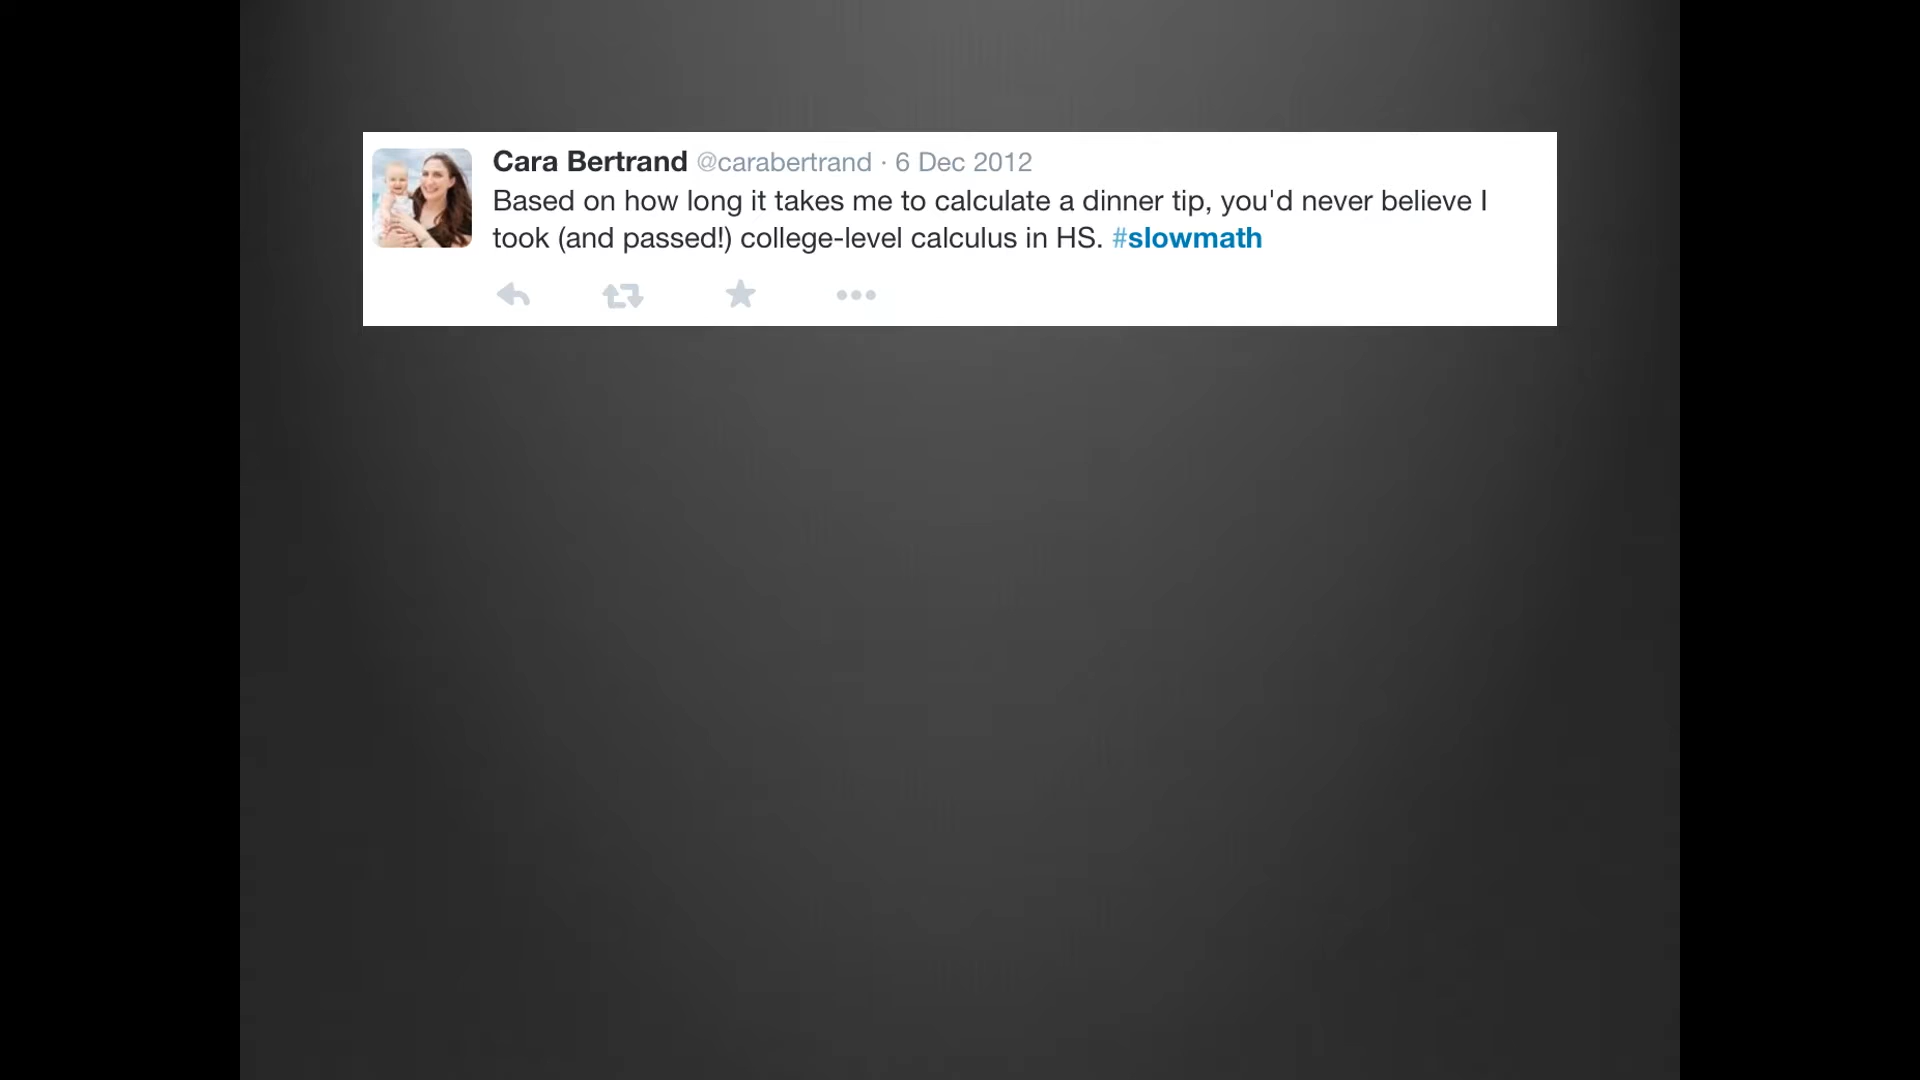 Cara Bertrand @carabertrand · 6 Dec 2012
Based on how long it takes me to calculate a dinner tip, you'd never believe I
took (and passed!) college-level calculus in HS. #slowmath